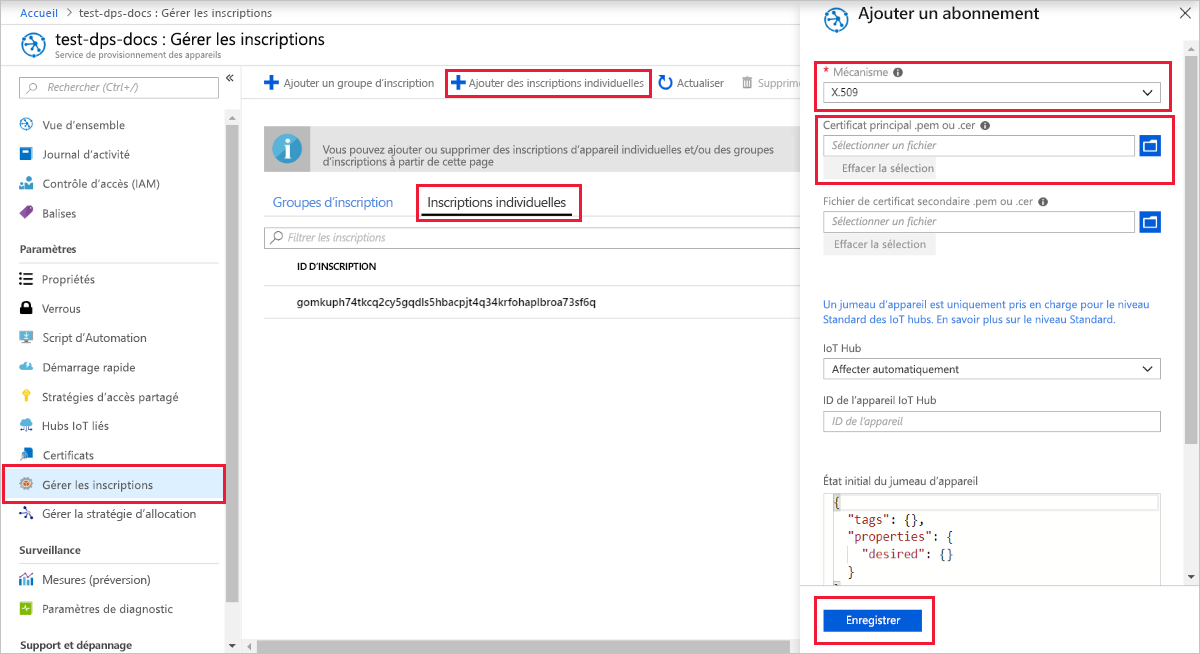 Accueil > test-dps-docs : Gérer les inscriptions
test-dps-docs : Gérer les inscriptions
Service de provisionnement des appareils
Rechercher (Ctrl+/)
Vue d'ensemble
Journal d'activité
Contrôle d'accès (IAM)
Balises
Paramètres
Propriétés
Verrous
Script d'Automation
Démarrage rapide
Stratégies d'accès partagé
Hubs IoT liés
Certificats
Gérer les inscriptions
Gérer la stratégie d'allocation
Surveillance
Mesures (préversion)
Paramètres de diagnostic
Support et dépannage
Ajouter un groupe d'inscription
Ajouter des inscriptions individuelles
Actualiser
Supprime
Vous pouvez ajouter ou supprimer des inscriptions d'appareil individuelles et/ou des groupes
d'inscriptions à partir de cette page
Groupes d'inscription
Inscriptions individuelles
Filtrer les inscriptions
ID D'INSCRIPTION
gomkuph74tkcq2cy5gqdls5hbacpjt4q34krfohaplbroa73sf6q
Ajouter un abonnement
* Mécanisme
X.509
Certificat principal .pem ou .cer
Sélectionner un fichier
Effacer la sélection
Fichier de certificat secondaire .pem ou .cer
Sélectionner un fichier
Effacer la sélection
Un jumeau d'appareil est uniquement pris en charge pour le niveau
Standard des IoT hubs. En savoir plus sur le niveau Standard.
IoT Hub
Affecter automatiquement
ID de l'appareil IoT Hub
ID de l'appareil
État initial du jumeau d'appareil
{
"tags": {},
"properties": {
"desired": {}
}
Enregistrer